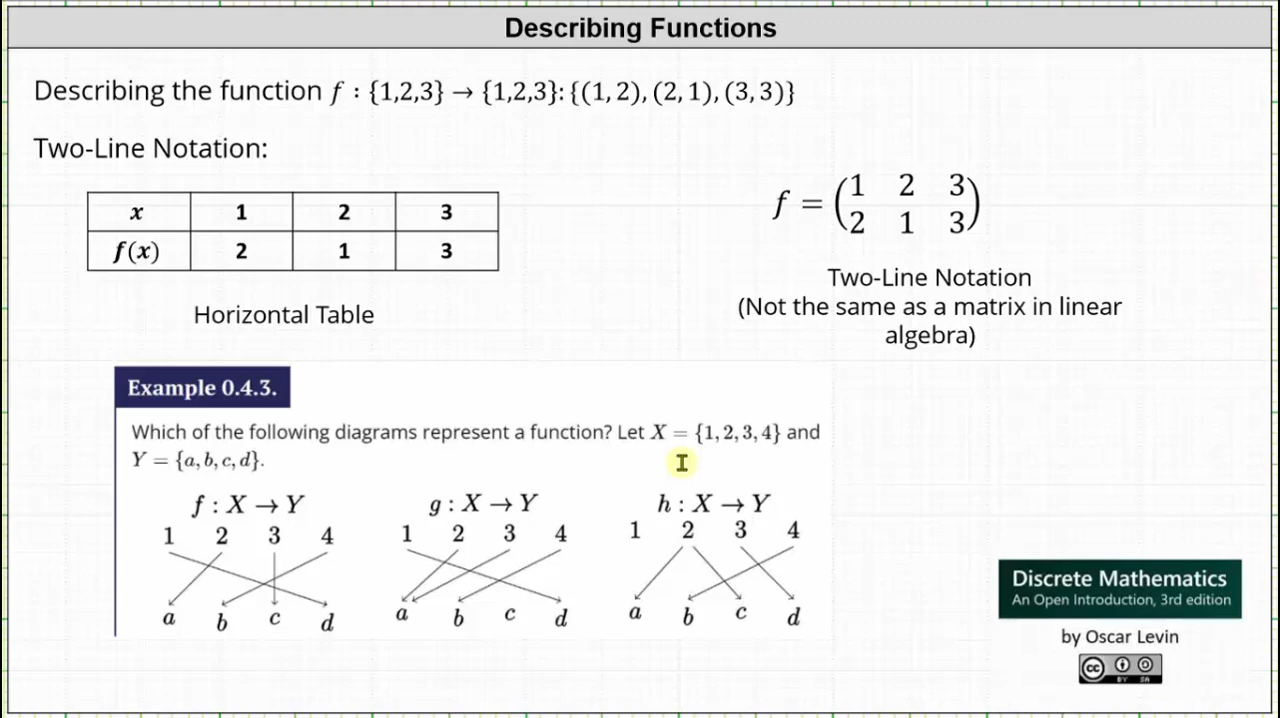 Describing Functions
Describing the function f : {1,2,3} → {1,2,3}: {(1, 2), (2, 1), (3, 3)}
Two-Line Notation:
x 1 2 3
f(x) 2 1 3
Horizontal Table
f = (1 2 3
2 1 3)
Two-Line Notation
(Not the same as a matrix in linear
algebra)
Example 0.4.3.
Which of the following diagrams represent a function? Let X = {1, 2, 3, 4} and
Y = {a, b, c, d}.
f : X → Y
1 2 3 4
a b c d
g : X → Y
1 2 3 4
a b c d
h : X → Y
1 2 3 4
a b c d
Discrete Mathematics
An Open Introduction, 3rd edition
by Oscar Levin
cc
BY SA